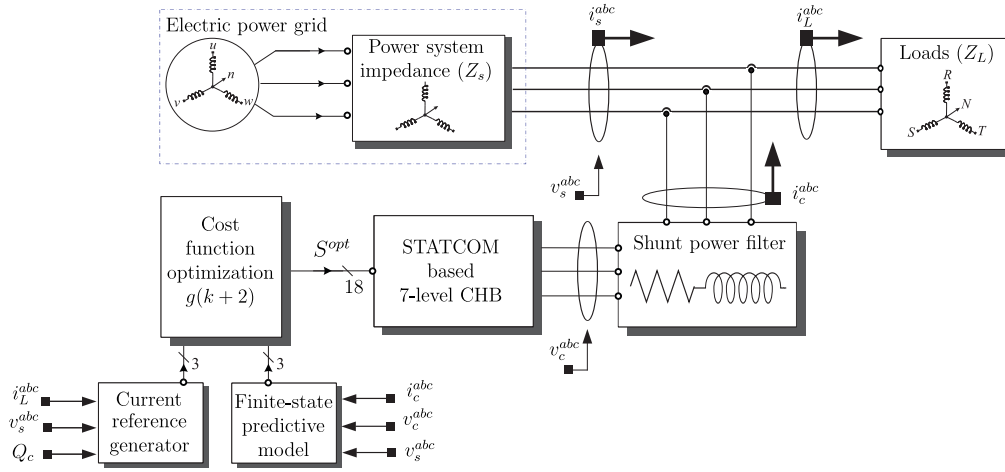 Electric power grid
u
n
v
w
Power system
impedance (Z_s)
i_s^{abc}
i_L^{abc}
Loads (Z_L)
R
N
S
T
v_s^{abc}
i_c^{abc}
Cost
function
optimization
g(k + 2)
S^{opt}
18
STATCOM
based
7-level CHB
Shunt power filter
v_c^{abc}
3
3
i_L^{abc}
v_s^{abc}
Q_c
Current
reference
generator
Finite-state
predictive
model
i_c^{abc}
v_c^{abc}
v_s^{abc}